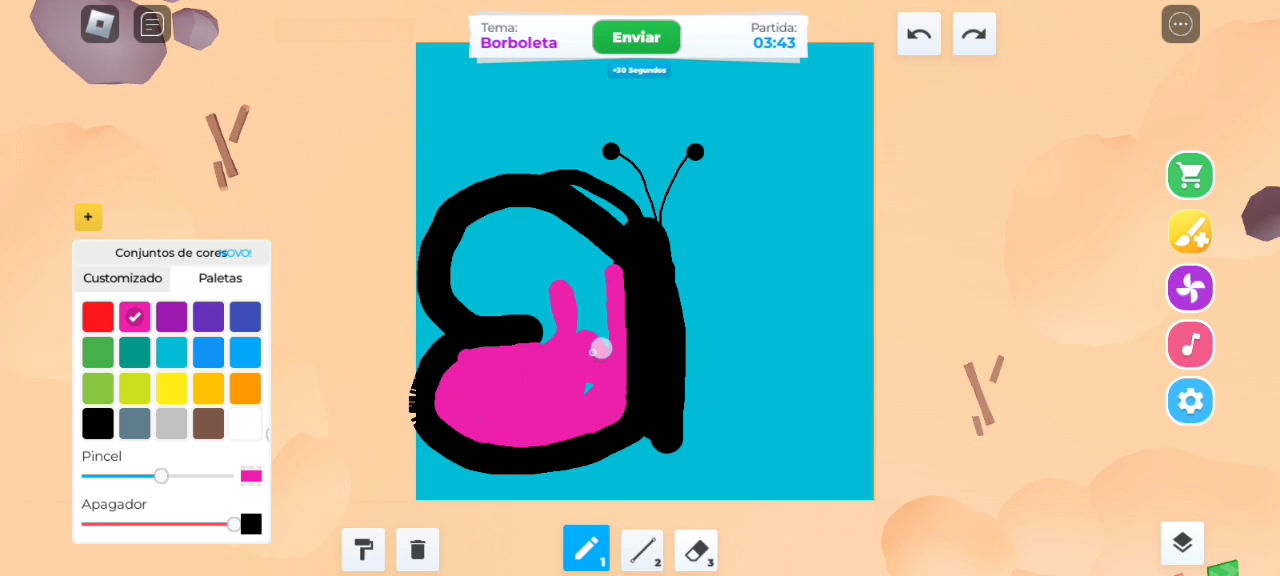 Tema:
Borboleta
Enviar
Partida:
03:43
+30 Segundos
+
Conjuntos de cores
NOVO!
Customizado
Paletas
Pincel
Apagador
1
2
3